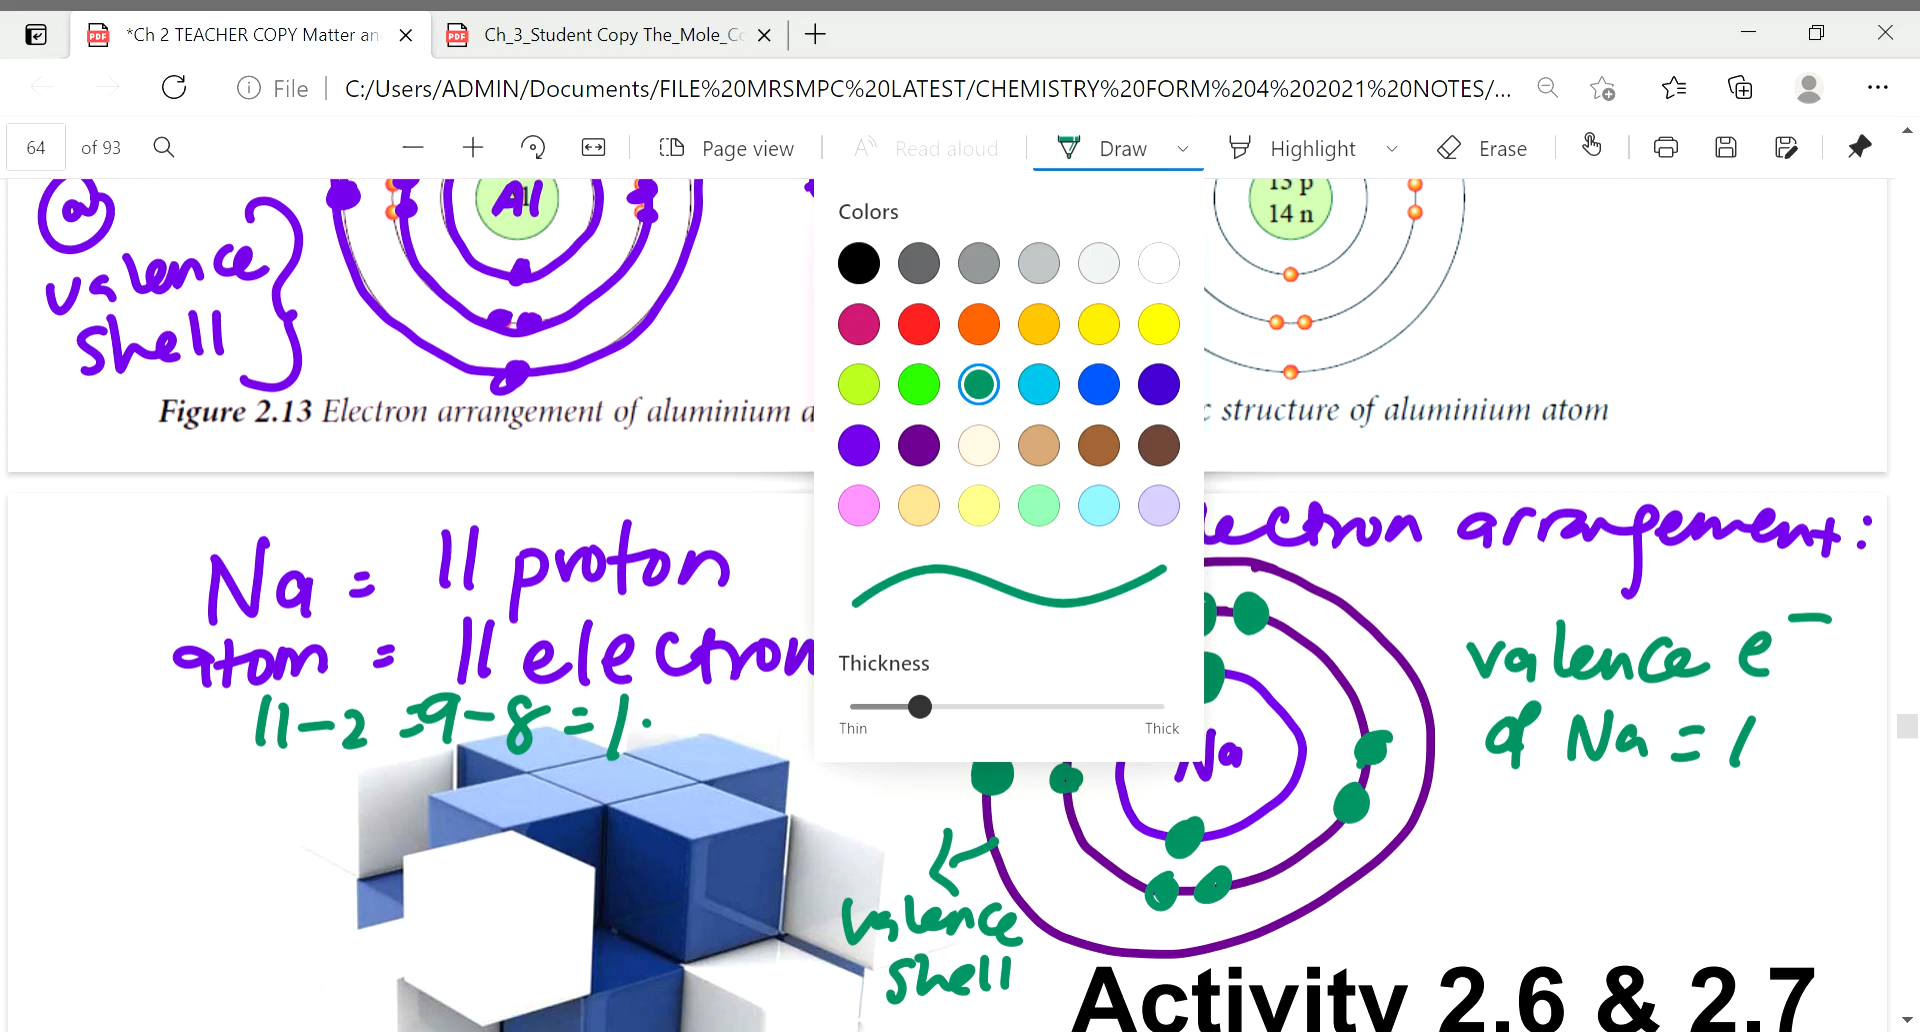 *Ch 2 TEACHER COPY Matter an
Ch_3_Student Copy The_Mole_Co
File
C:/Users/ADMIN/Documents/FILE%20MRSMPC%20LATEST/CHEMISTRY%20FORM%204%202021%20NOTES/...
64 of 93
Page view
Read aloud
Draw
Highlight
Erase
a
valence
shell
Al
Colors
13 p
14 n
Figure 2.13 Electron arrangement of aluminium a
c structure of aluminium atom
Na = 11 proton
atom = 11 electron
11-2 =9-8=1.
Thickness
Thin
Thick
lectron arrangement:
valence e⁻
of Na = 1
Na
valence
shell
Activity 2.6 & 2.7